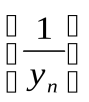 ▯ 1 ▯
▯ — ▯
▯ yₙ ▯